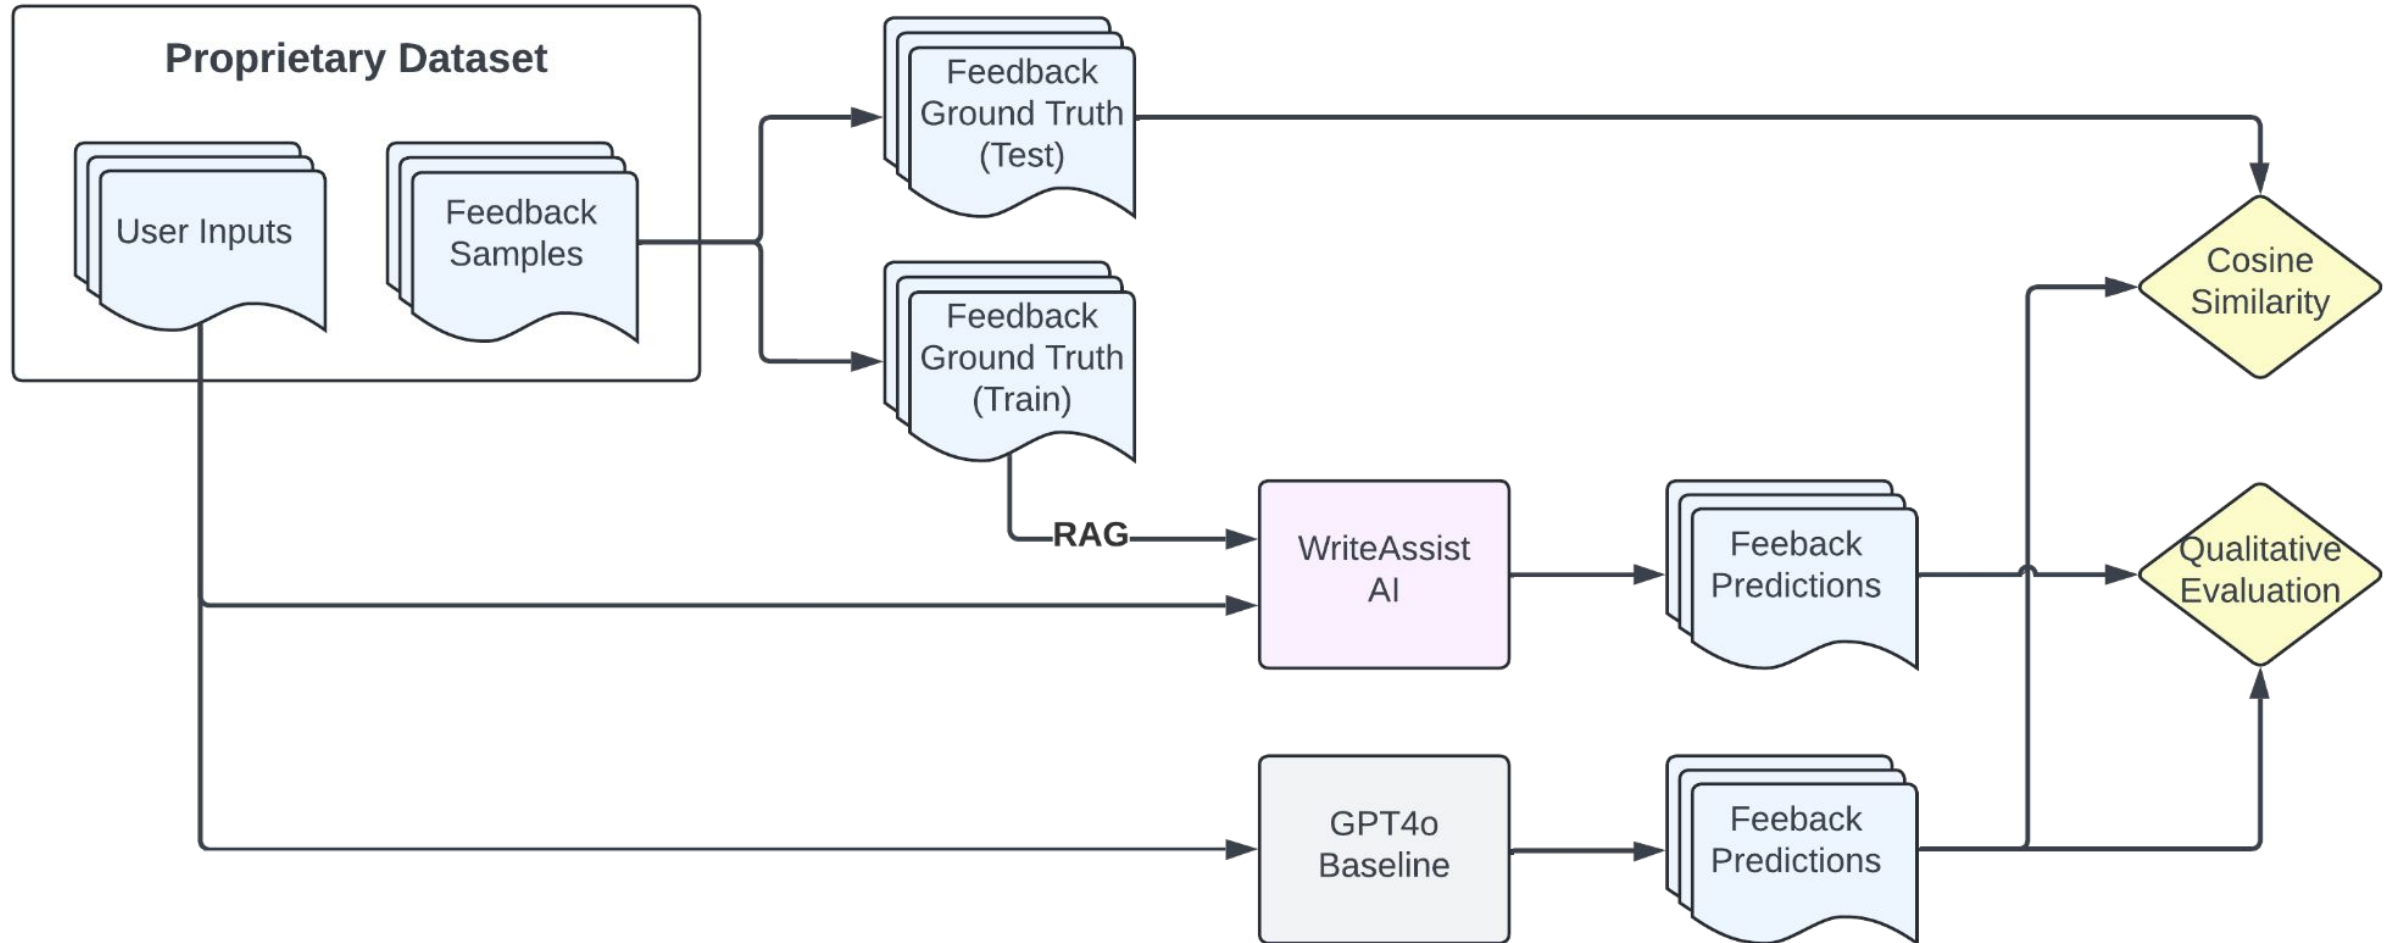 Proprietary Dataset
User Inputs
Feedback
Samples
Feedback
Ground Truth
(Test)
Feedback
Ground Truth
(Train)
RAG
WriteAssist
AI
Feeback
Predictions
GPT4o
Baseline
Feeback
Predictions
Cosine
Similarity
Qualitative
Evaluation